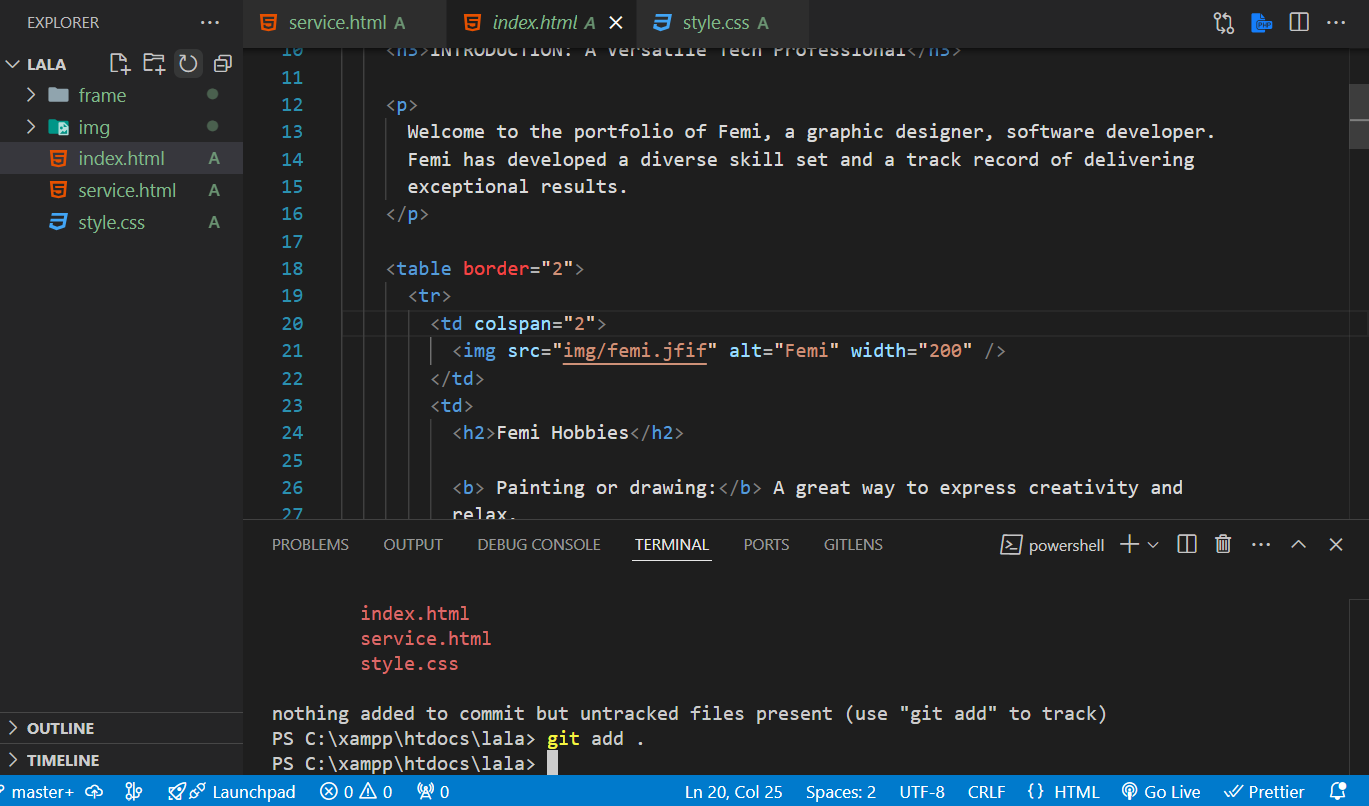 EXPLORER
service.html A
index.html A
style.css A
LALA
frame
img
index.html A
service.html A
style.css A
OUTLINE
TIMELINE
10 <h3>INTRODUCTION: A Versatile Tech Professional</h3>
11
12 <p>
13 Welcome to the portfolio of Femi, a graphic designer, software developer.
14 Femi has developed a diverse skill set and a track record of delivering
15 exceptional results.
16 </p>
17
18 <table border="2">
19 <tr>
20 <td colspan="2">
21 <img src="img/femi.jfif" alt="Femi" width="200" />
22 </td>
23 <td>
24 <h2>Femi Hobbies</h2>
25
26 <b> Painting or drawing:</b> A great way to express creativity and
27 relax.
PROBLEMS OUTPUT DEBUG CONSOLE TERMINAL PORTS GITLENS
powershell
index.html
service.html
style.css
nothing added to commit but untracked files present (use "git add" to track)
PS C:\xampp\htdocs\lala> git add .
PS C:\xampp\htdocs\lala>
master+ Launchpad 0 0 0 Ln 20, Col 25 Spaces: 2 UTF-8 CRLF {} HTML Go Live Prettier